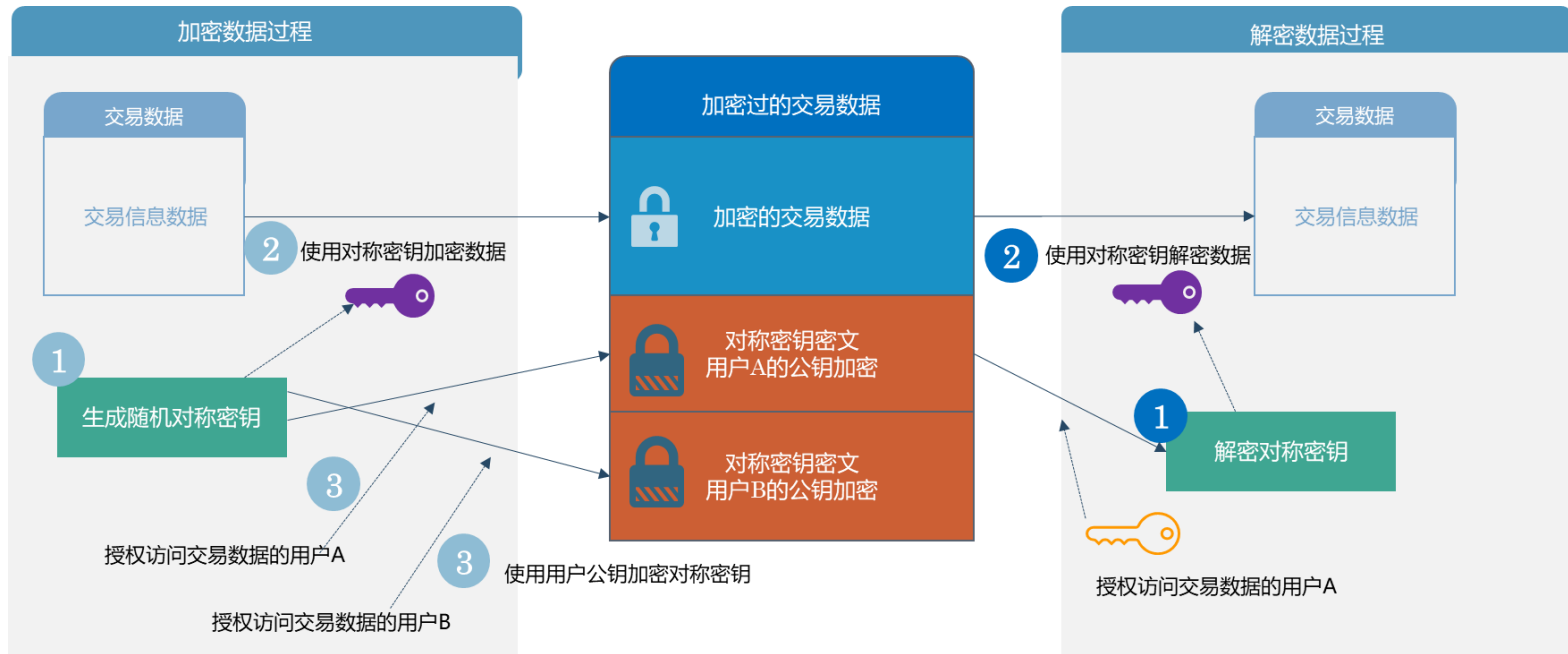 加密数据过程
交易数据
交易信息数据
2
使用对称密钥加密数据
1
生成随机对称密钥
3
授权访问交易数据的用户A
3
使用用户公钥加密对称密钥
授权访问交易数据的用户B
加密过的交易数据
加密的交易数据
对称密钥密文
用户A的公钥加密
对称密钥密文
用户B的公钥加密
解密数据过程
交易数据
交易信息数据
2
使用对称密钥解密数据
1
解密对称密钥
授权访问交易数据的用户A